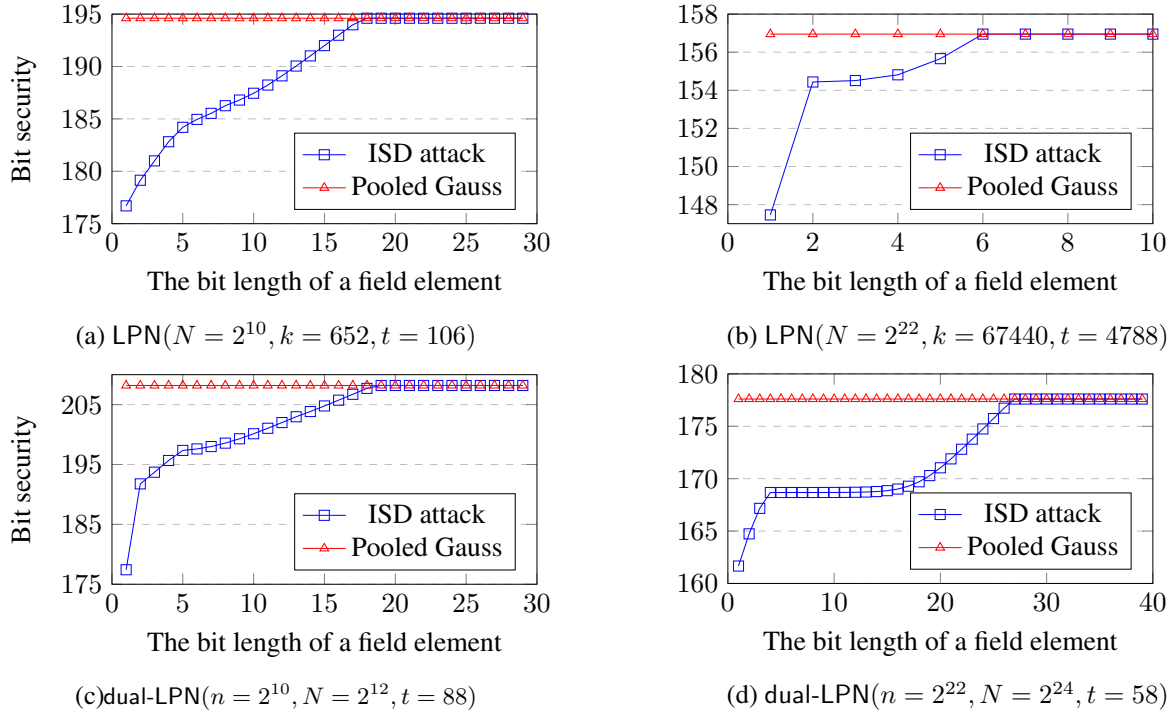 195
190
185
180
175
0 5 10 15 20 25 30
Bit security
The bit length of a field element
ISD attack
Pooled Gauss
(a) LPN(N = 2^10, k = 652, t = 106)
156
154
152
150
148
0 2 4 6 8 10
The bit length of a field element
ISD attack
Pooled Gauss
(b) LPN(N = 2^22, k = 67440, t = 4788)
205
195
185
175
0 5 10 15 20 25 30
Bit security
The bit length of a field element
ISD attack
Pooled Gauss
(c)dual-LPN(n = 2^10, N = 2^12, t = 88)
180
175
170
165
160
0 10 20 30 40
The bit length of a field element
ISD attack
Pooled Gauss
(d) dual-LPN(n = 2^22, N = 2^24, t = 58)